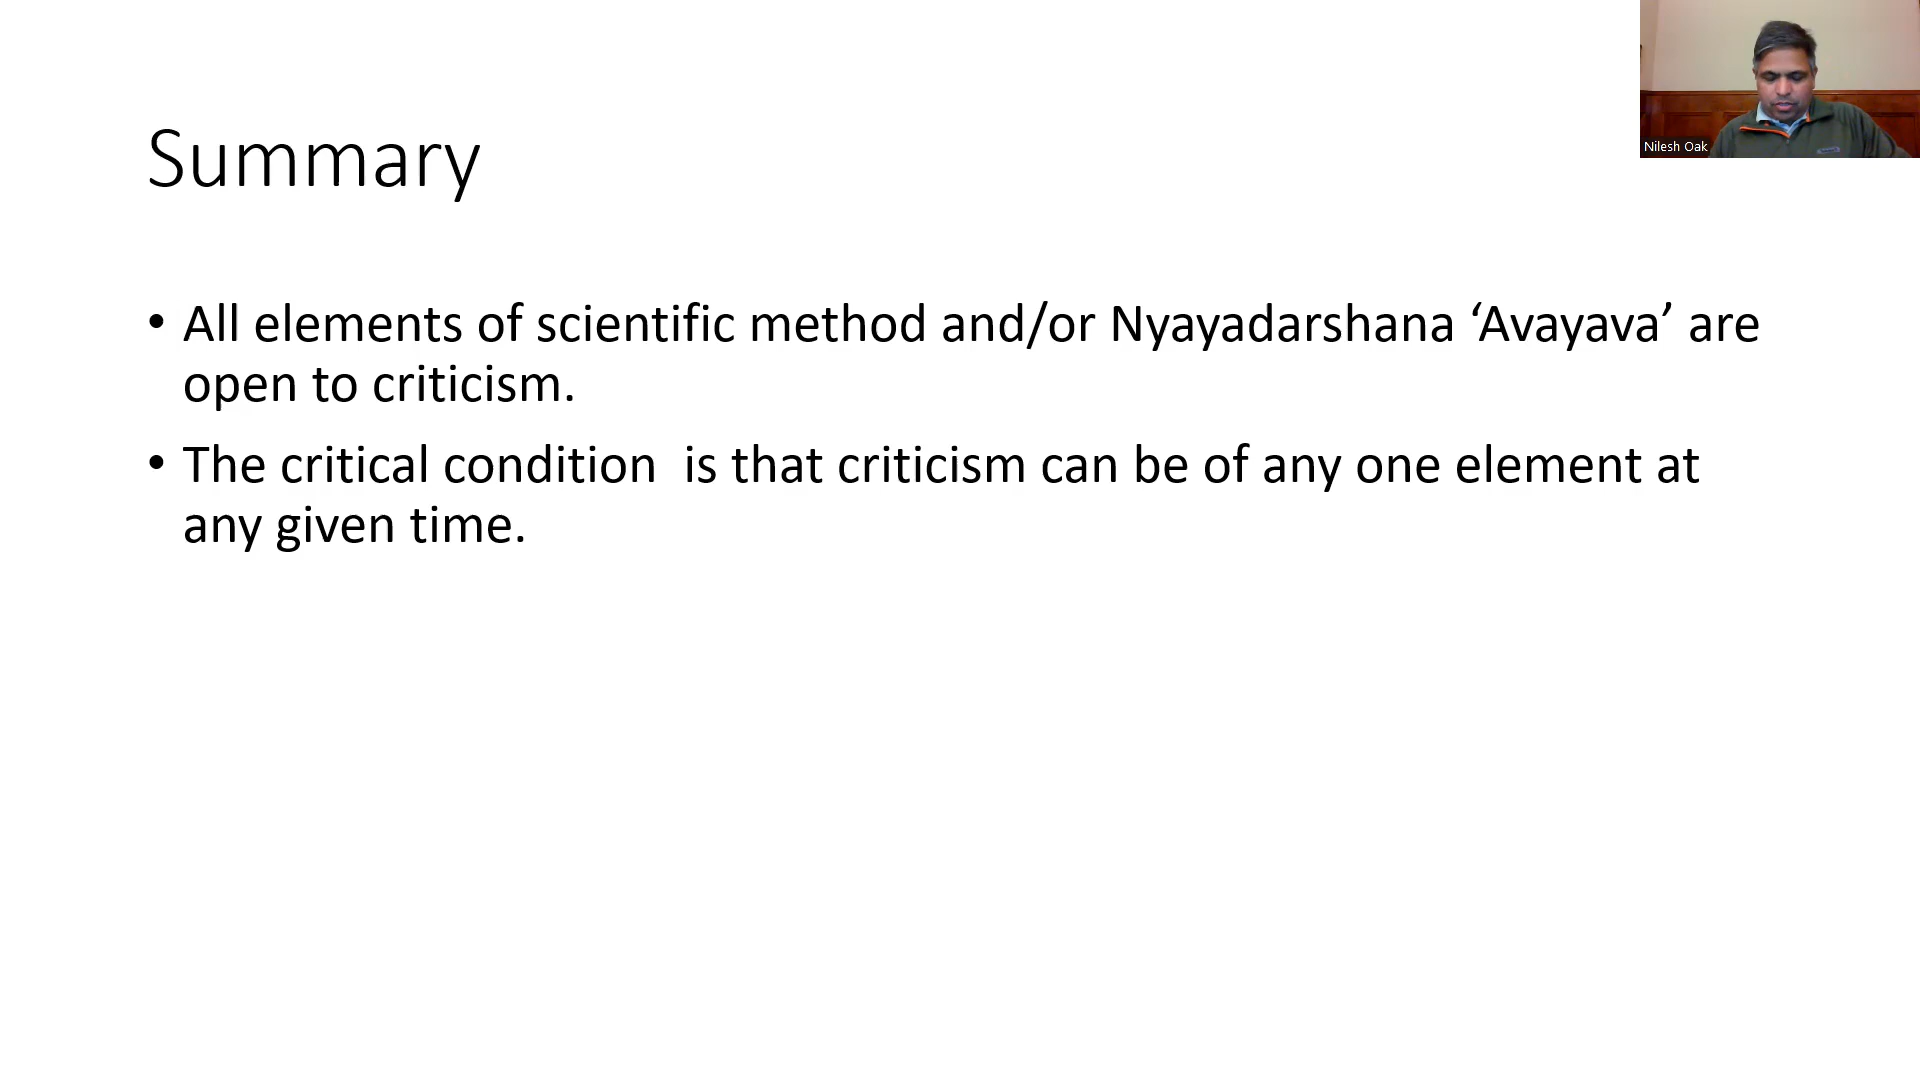 Summary
• All elements of scientific method and/or Nyayadarshana ‘Avayava’ are
open to criticism.
• The critical condition  is that criticism can be of any one element at
any given time.
Nilesh Oak